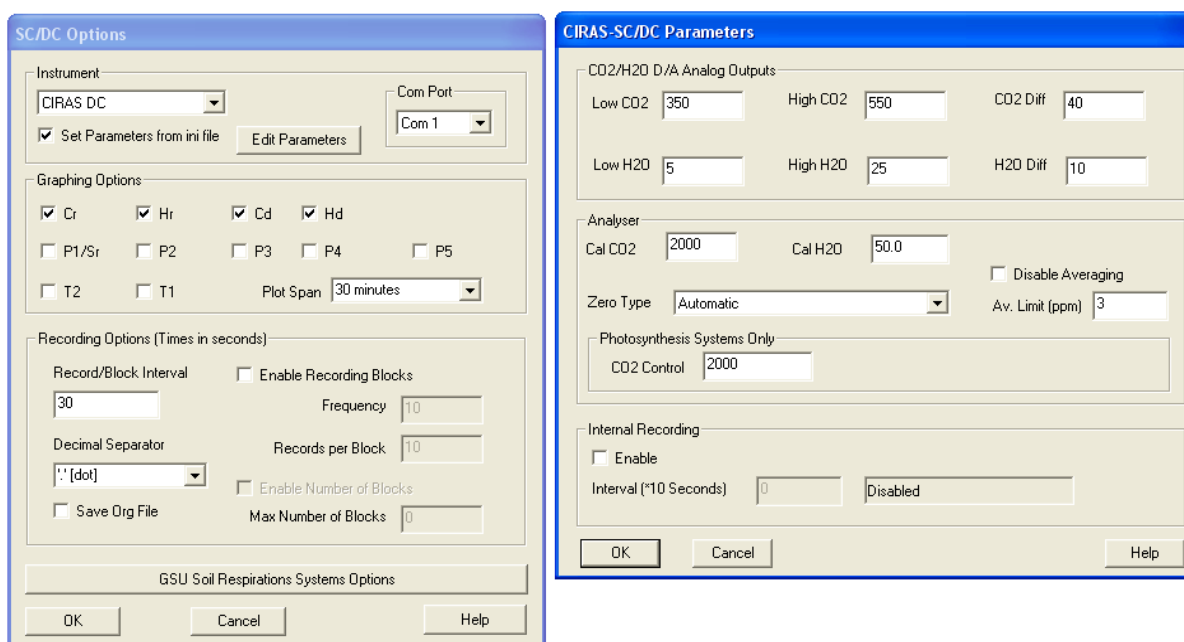 SC/DC Options
Instrument
CIRAS DC
Com Port
Com 1
Set Parameters from ini file
Edit Parameters
Graphing Options
Cr Hr Cd Hd
P1/Sr P2 P3 P4 P5
T2 T1 Plot Span 30 minutes
Recording Options (Times in seconds)
Record/Block Interval
30
Enable Recording Blocks
Frequency 10
Decimal Separator
'.' [dot]
Records per Block 10
Enable Number of Blocks
Save Org File
Max Number of Blocks 0
GSU Soil Respirations Systems Options
OK Cancel Help
CIRAS-SC/DC Parameters
CO2/H2O D/A Analog Outputs
Low CO2 350 High CO2 550 CO2 Diff 40
Low H2O 5 High H2O 25 H2O Diff 10
Analyser
Cal CO2 2000 Cal H2O 50.0
Disable Averaging
Zero Type Automatic Av. Limit (ppm) 3
Photosynthesis Systems Only
CO2 Control 2000
Internal Recording
Enable
Interval (*10 Seconds) 0 Disabled
OK Cancel Help